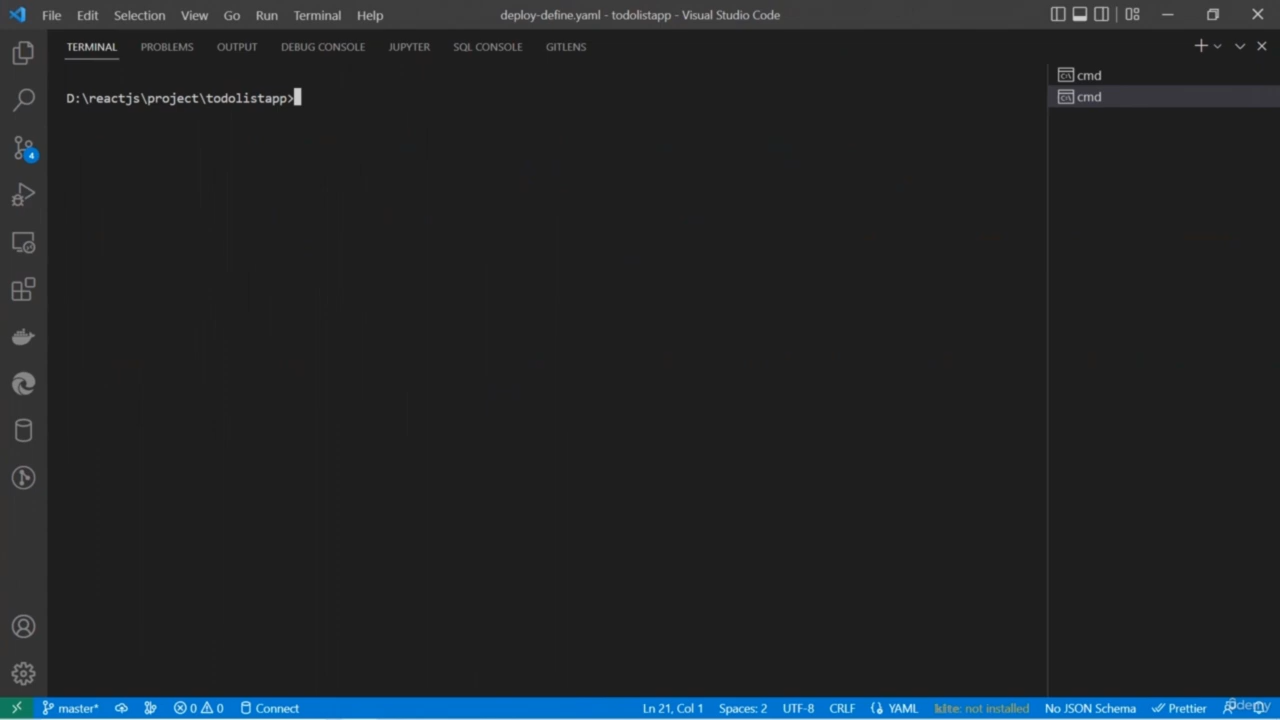 File Edit Selection View Go Run Terminal Help
deploy-define.yaml - todolistapp - Visual Studio Code
TERMINAL PROBLEMS OUTPUT DEBUG CONSOLE JUPYTER SQL CONSOLE GITLENS
cmd
D:\reactjs\project\todolistapp>
cmd
4
master* 0 0 Connect Ln 21, Col 1 Spaces: 2 UTF-8 CRLF YAML kite: not installed No JSON Schema Prettier
Udemy